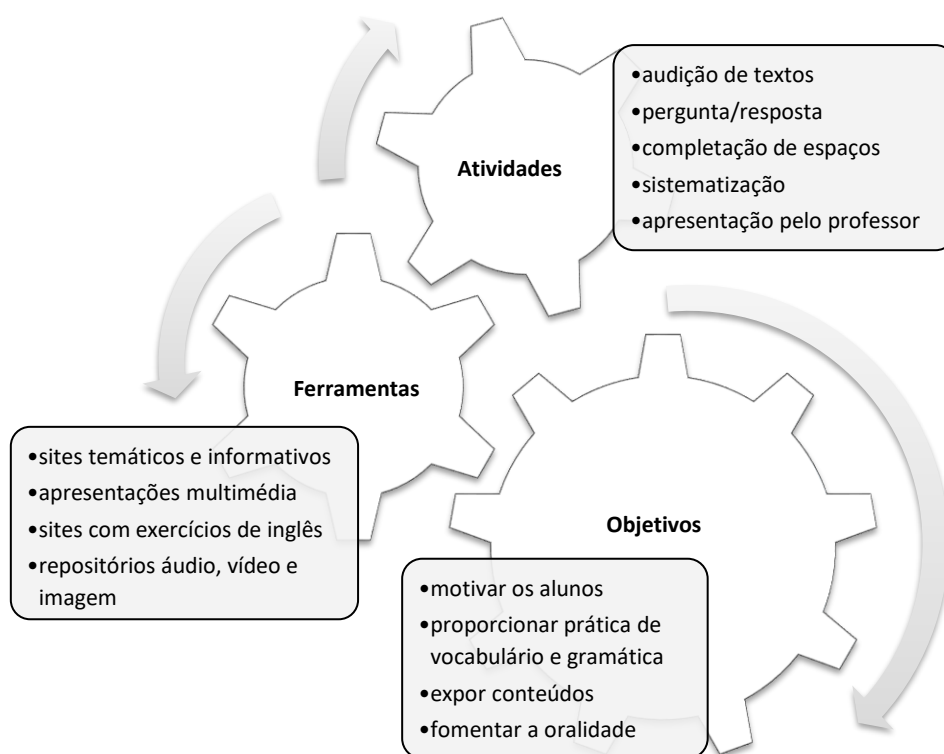 Atividades
•audição de textos
•pergunta/resposta
•completação de espaços
•sistematização
•apresentação pelo professor
Ferramentas
•sites temáticos e informativos
•apresentações multimédia
•sites com exercícios de inglês
•repositórios áudio, vídeo e
imagem
Objetivos
•motivar os alunos
•proporcionar prática de
vocabulário e gramática
•expor conteúdos
•fomentar a oralidade